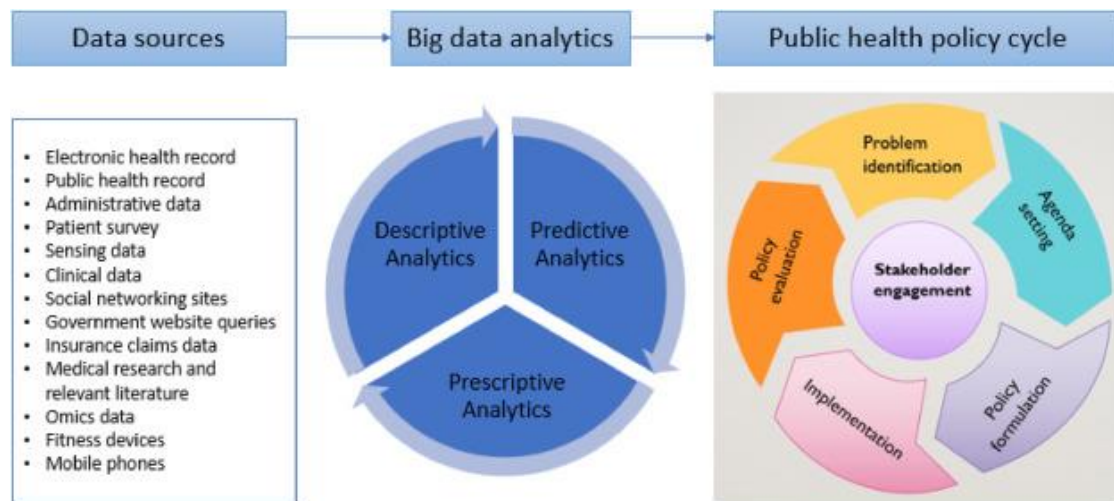 Data sources
Big data analytics
Public health policy cycle
• Electronic health record
• Public health record
• Administrative data
• Patient survey
• Sensing data
• Clinical data
• Social networking sites
• Government website queries
• Insurance claims data
• Medical research and
relevant literature
• Omics data
• Fitness devices
• Mobile phones
Descriptive
Analytics
Predictive
Analytics
Prescriptive
Analytics
Problem
identification
Agenda
setting
Policy
formulation
Implementation
Policy
evaluation
Stakeholder
engagement